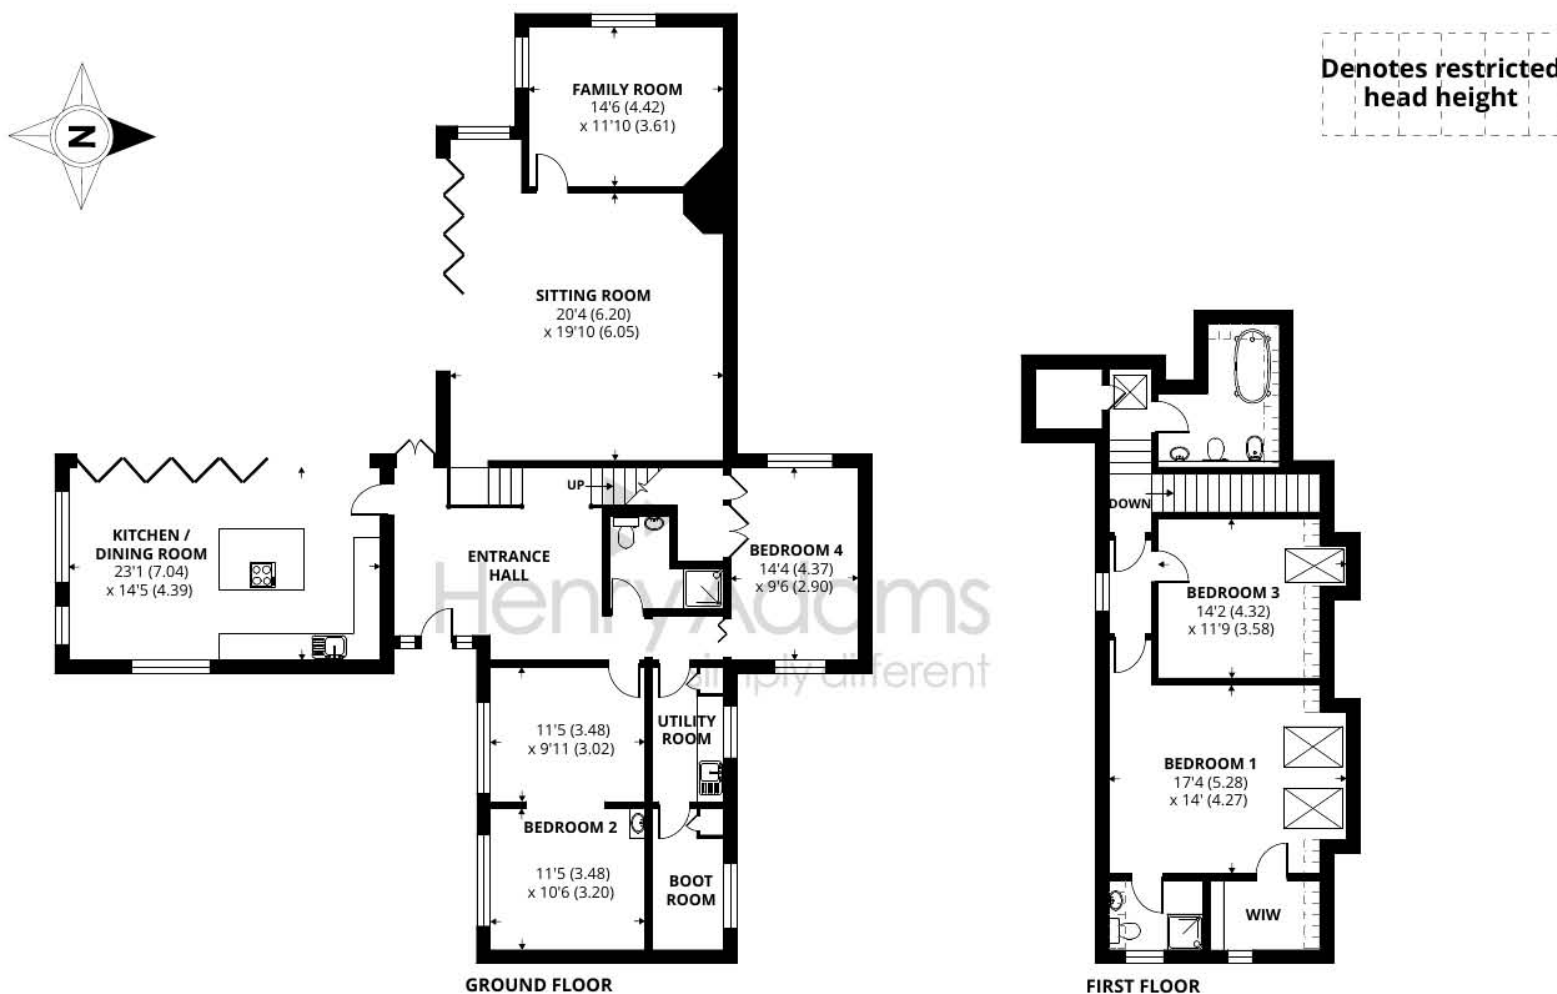 Denotes restricted
head height
N
FAMILY ROOM
14'6 (4.42)
x 11'10 (3.61)
SITTING ROOM
20'4 (6.20)
x 19'10 (6.05)
UP
KITCHEN /
DINING ROOM
23'1 (7.04)
x 14'5 (4.39)
ENTRANCE
HALL
BEDROOM 4
14'4 (4.37)
x 9'6 (2.90)
Henry Adams
simply different
11'5 (3.48)
x 9'11 (3.02)
UTILITY
ROOM
BEDROOM 2
11'5 (3.48)
x 10'6 (3.20)
BOOT
ROOM
GROUND FLOOR
DOWN
BEDROOM 3
14'2 (4.32)
x 11'9 (3.58)
BEDROOM 1
17'4 (5.28)
x 14' (4.27)
WIW
FIRST FLOOR